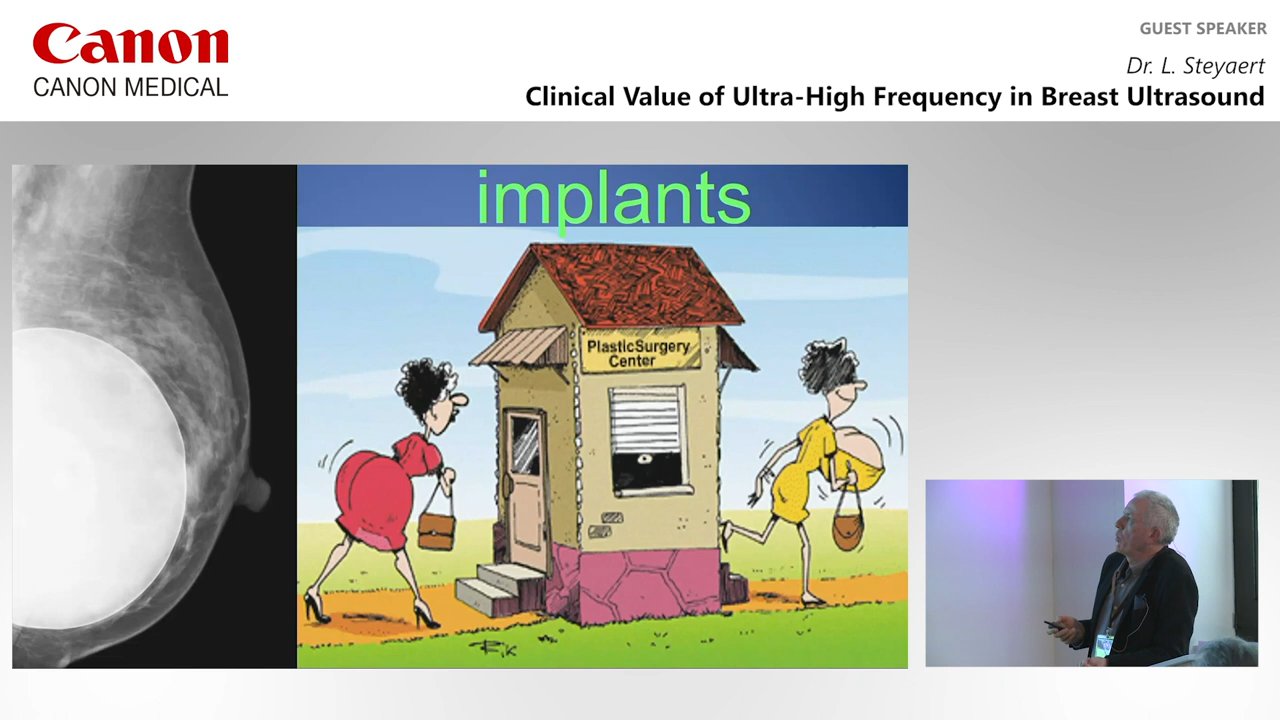 Canon
CANON MEDICAL
GUEST SPEAKER
Dr. L. Steyaert
Clinical Value of Ultra-High Frequency in Breast Ultrasound
implants
PlasticSurgery
Center